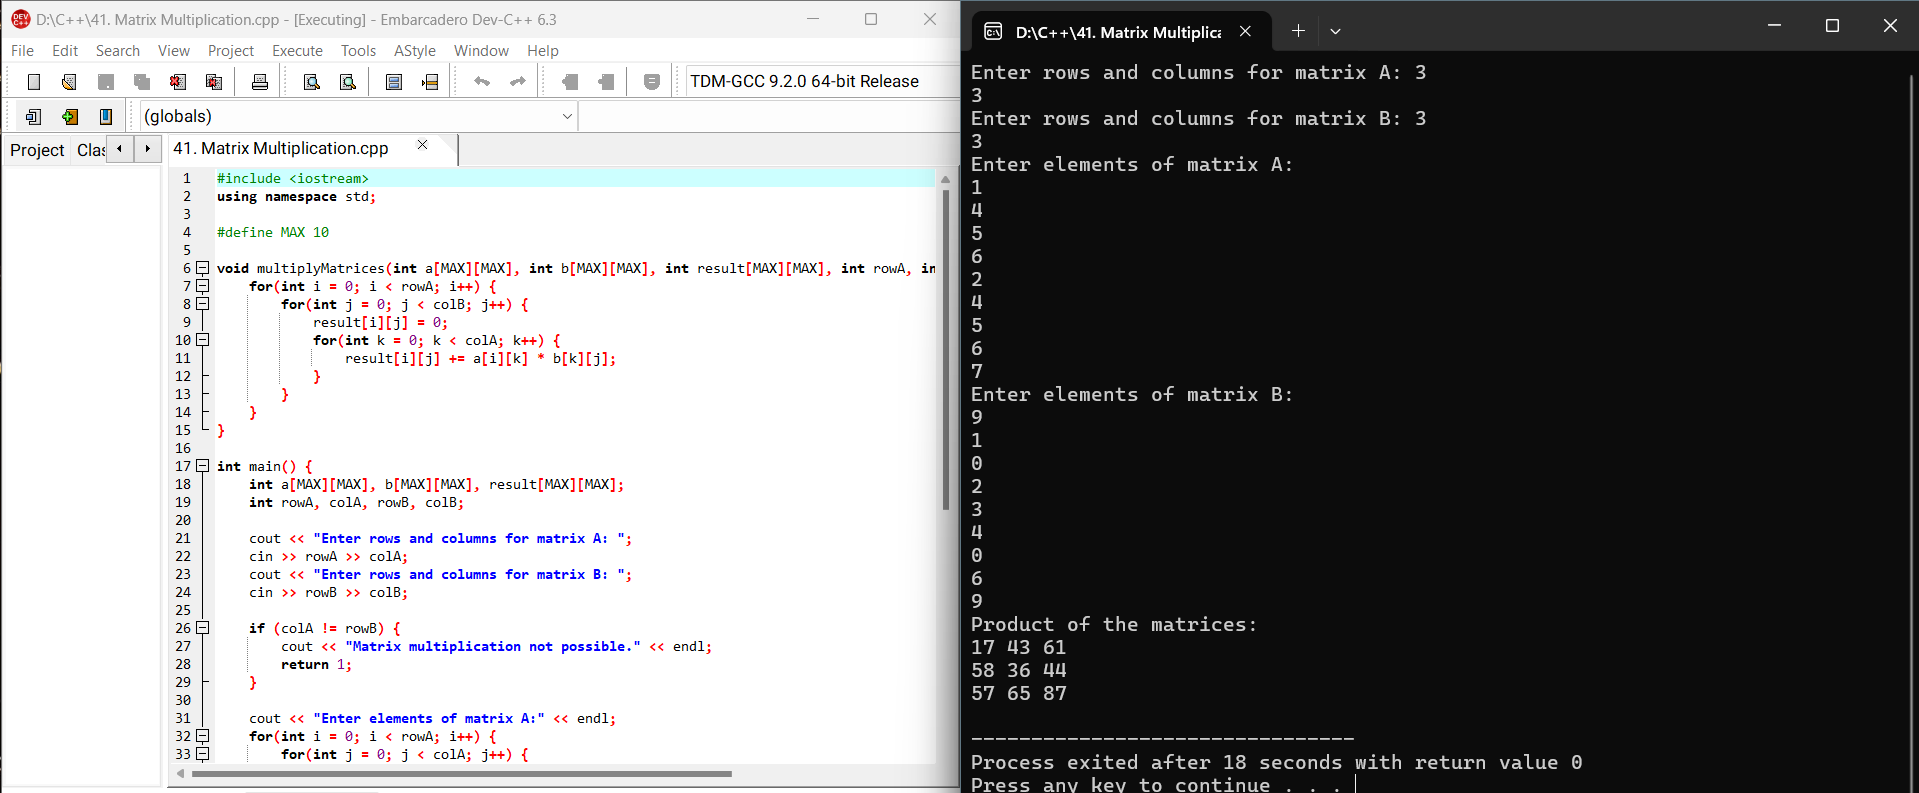 D:\C++\41. Matrix Multiplication.cpp - [Executing] - Embarcadero Dev-C++ 6.3
File Edit Search View Project Execute Tools AStyle Window Help
TDM-GCC 9.2.0 64-bit Release
(globals)
Project Clas
41. Matrix Multiplication.cpp
1 #include <iostream>
2 using namespace std;
3
4 #define MAX 10
5
6 void multiplyMatrices(int a[MAX][MAX], int b[MAX][MAX], int result[MAX][MAX], int rowA, in
7 for(int i = 0; i < rowA; i++) {
8 for(int j = 0; j < colB; j++) {
9 result[i][j] = 0;
10 for(int k = 0; k < colA; k++) {
11 result[i][j] += a[i][k] * b[k][j];
12 }
13 }
14 }
15 }
16
17 int main() {
18 int a[MAX][MAX], b[MAX][MAX], result[MAX][MAX];
19 int rowA, colA, rowB, colB;
20
21 cout << "Enter rows and columns for matrix A: ";
22 cin >> rowA >> colA;
23 cout << "Enter rows and columns for matrix B: ";
24 cin >> rowB >> colB;
25
26 if (colA != rowB) {
27 cout << "Matrix multiplication not possible." << endl;
28 return 1;
29 }
30
31 cout << "Enter elements of matrix A:" << endl;
32 for(int i = 0; i < rowA; i++) {
33 for(int j = 0; j < colA; j++) {
D:\C++\41. Matrix Multiplica
Enter rows and columns for matrix A: 3
3
Enter rows and columns for matrix B: 3
3
Enter elements of matrix A:
1
4
5
6
2
4
5
6
7
Enter elements of matrix B:
9
1
0
2
3
4
0
6
9
Product of the matrices:
17 43 61
58 36 44
57 65 87
--------------------------------
Process exited after 18 seconds with return value 0
Press any key to continue . . .